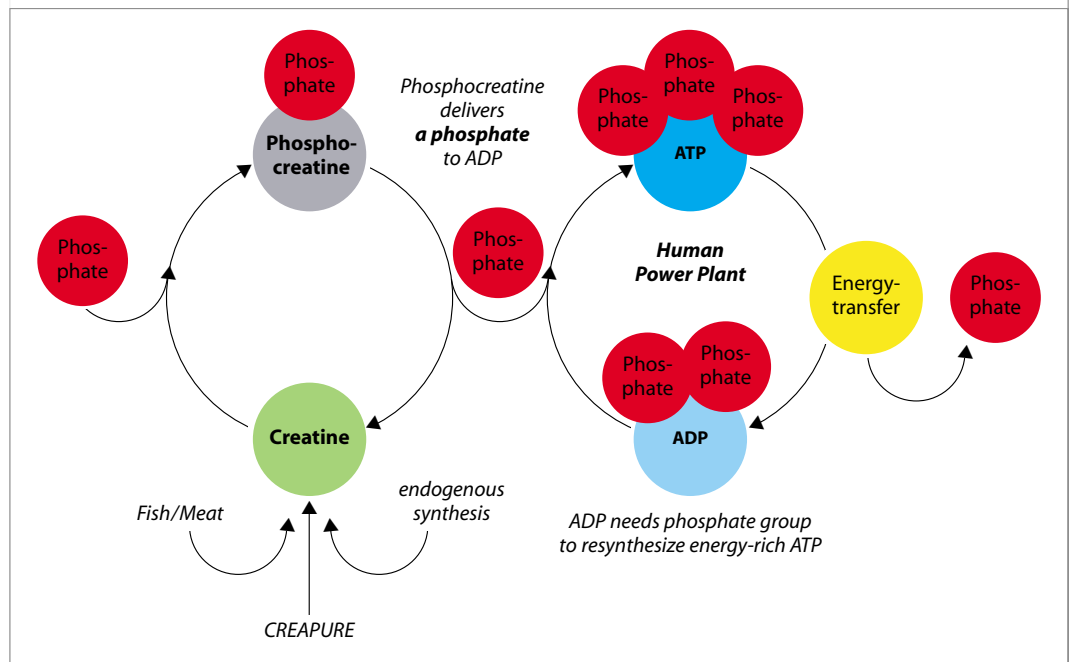 Phos-
phate
Phospho-
creatine
Phosphocreatine
delivers
a phosphate
to ADP
Phos-
phate
Phos-
phate
Phos-
phate
ATP
Phos-
phate
Phos-
phate
Human
Power Plant
Energy-
transfer
Phos-
phate
Phos-
phate
Phos-
phate
ADP
Creatine
Fish/Meat
endogenous
synthesis
CREAPURE
ADP needs phosphate group
to resynthesize energy-rich ATP